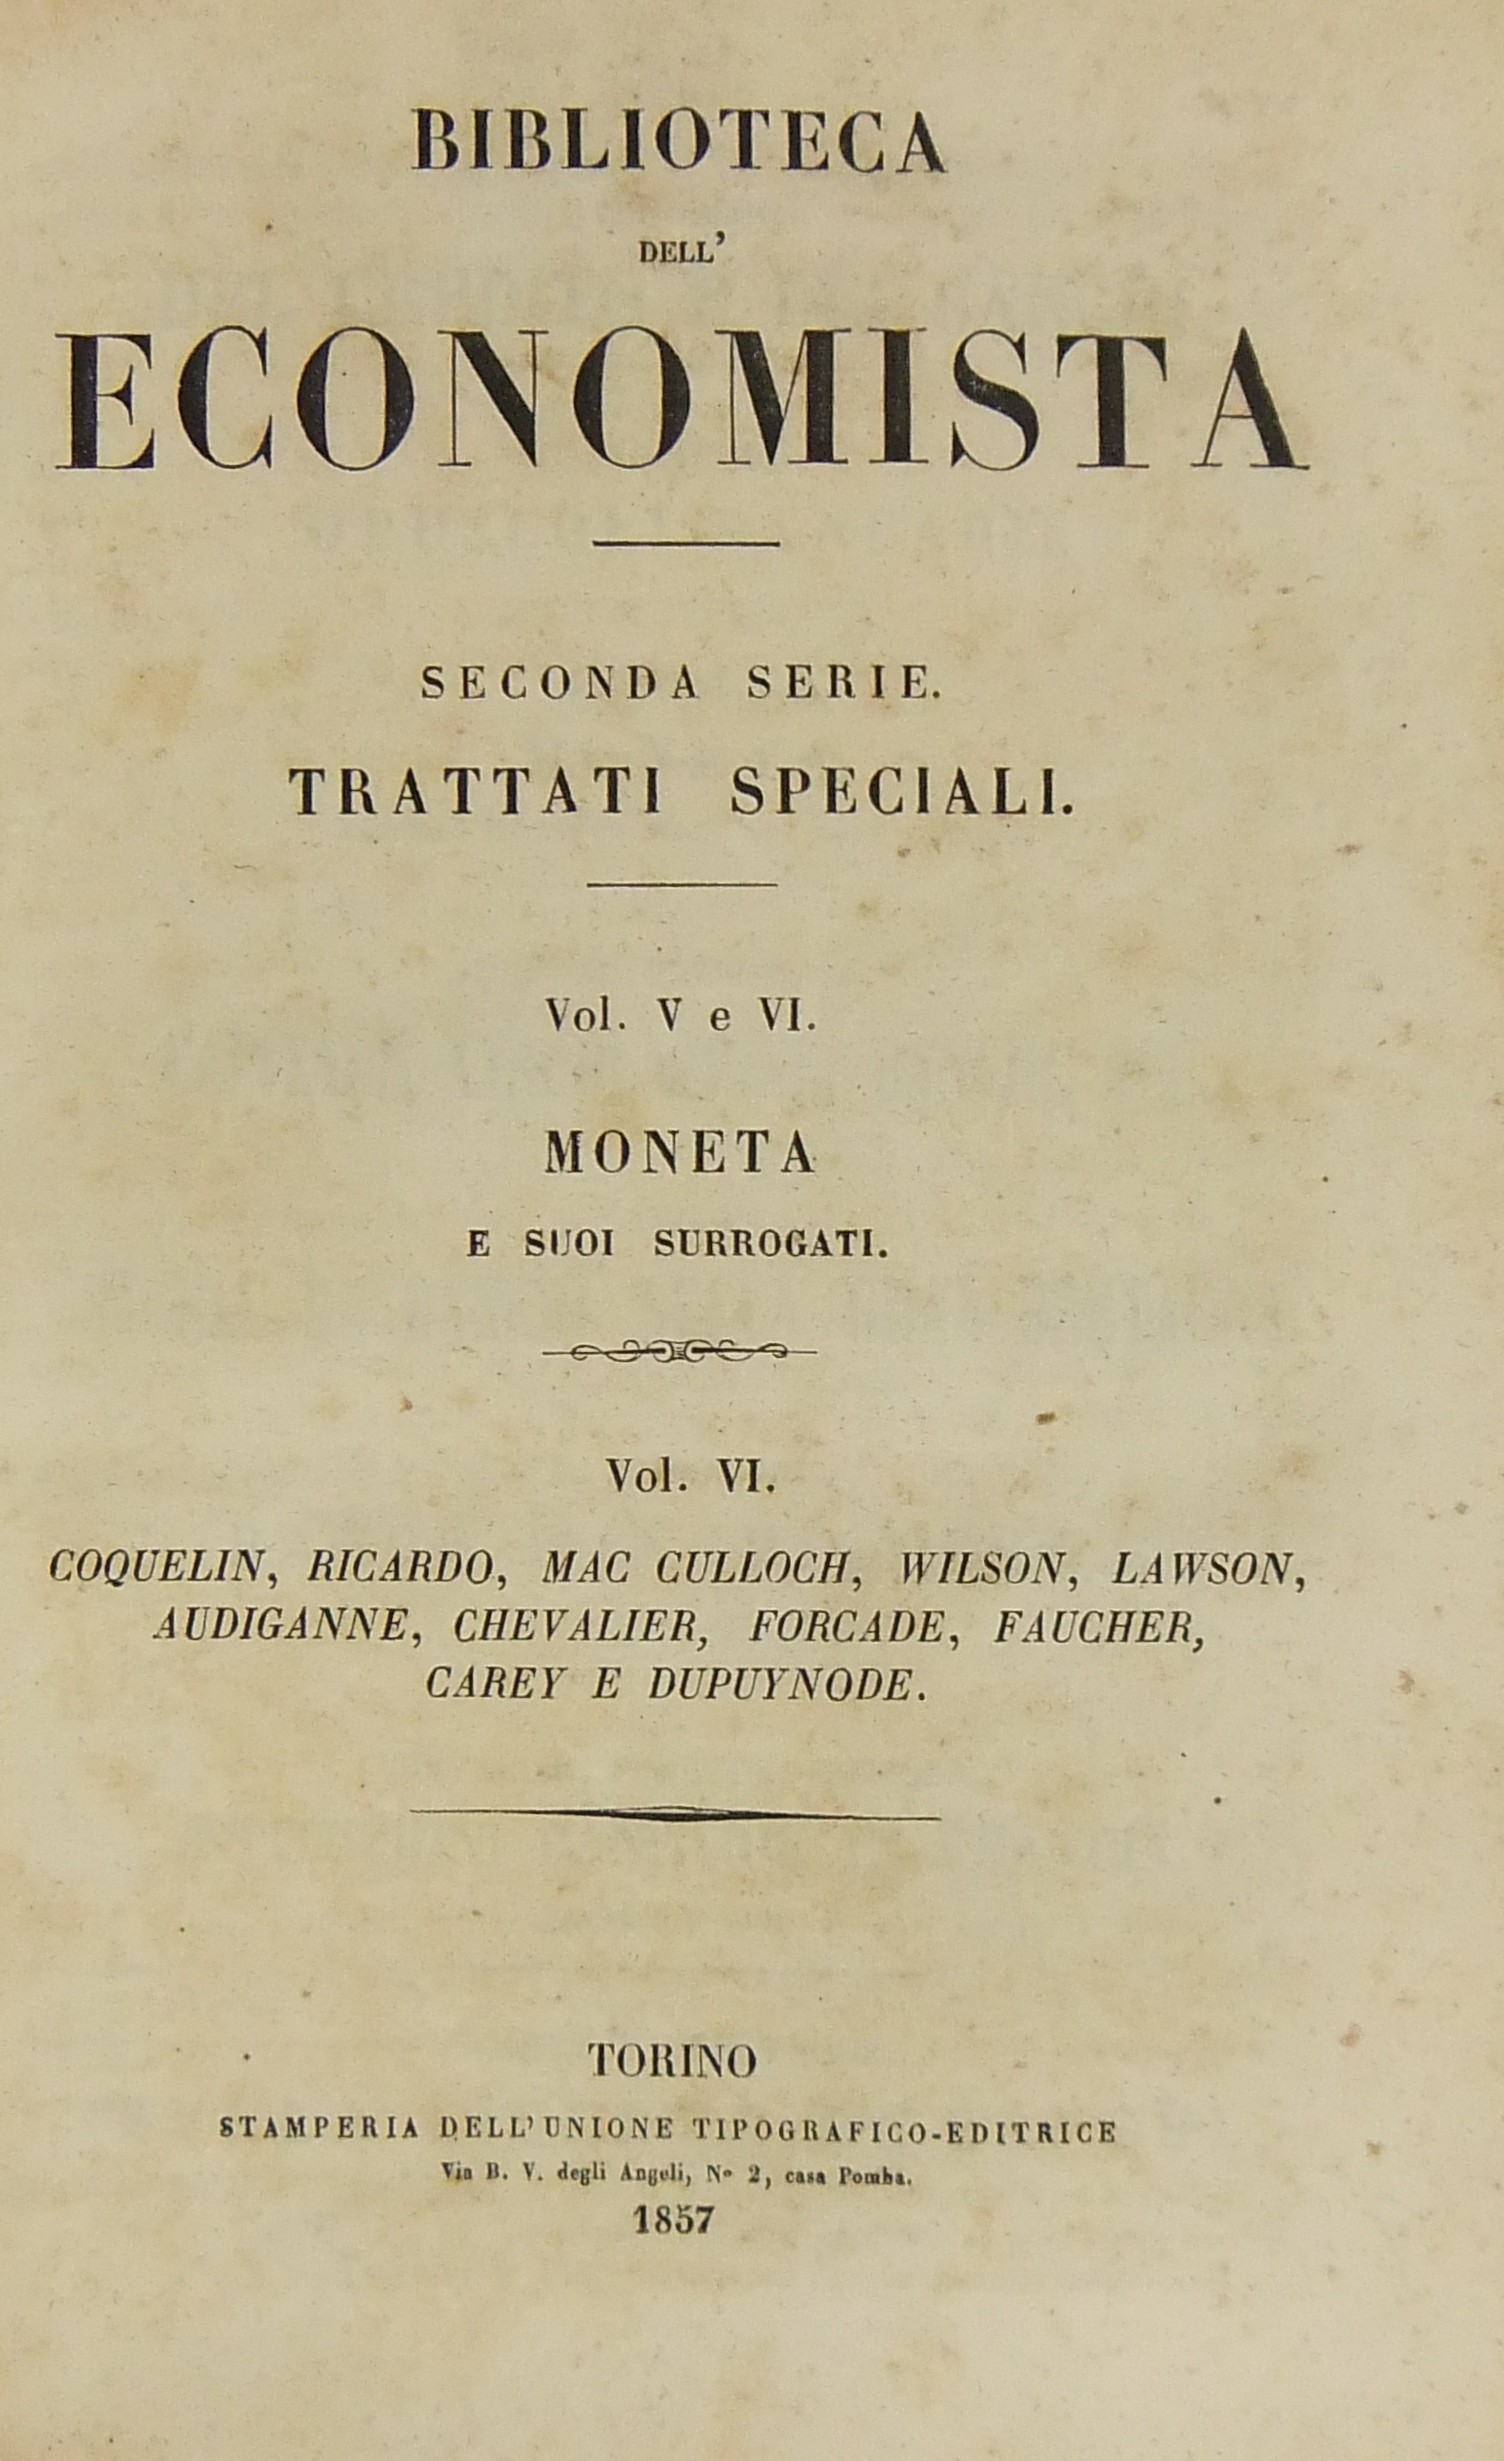 BIBLIOTECA
DELL'
ECONOMISTA
SECONDA SERIE.
TRATTATI SPECIALI.
Vol. V e VI.
MONETA
E SUOI SURROGATI.
Vol. VI.
COQUELIN, RICARDO, MAC CULLOCH, WILSON, LAWSON,
AUDIGANNE, CHEVALIER, FORCADE, FAUCHER,
CAREY E DUPUYNODE.
TORINO
STAMPERIA DELL'UNIONE TIPOGRAFICO-EDITRICE
Via B. V. degli Angeli, Nº 2, casa Pomba.
1857